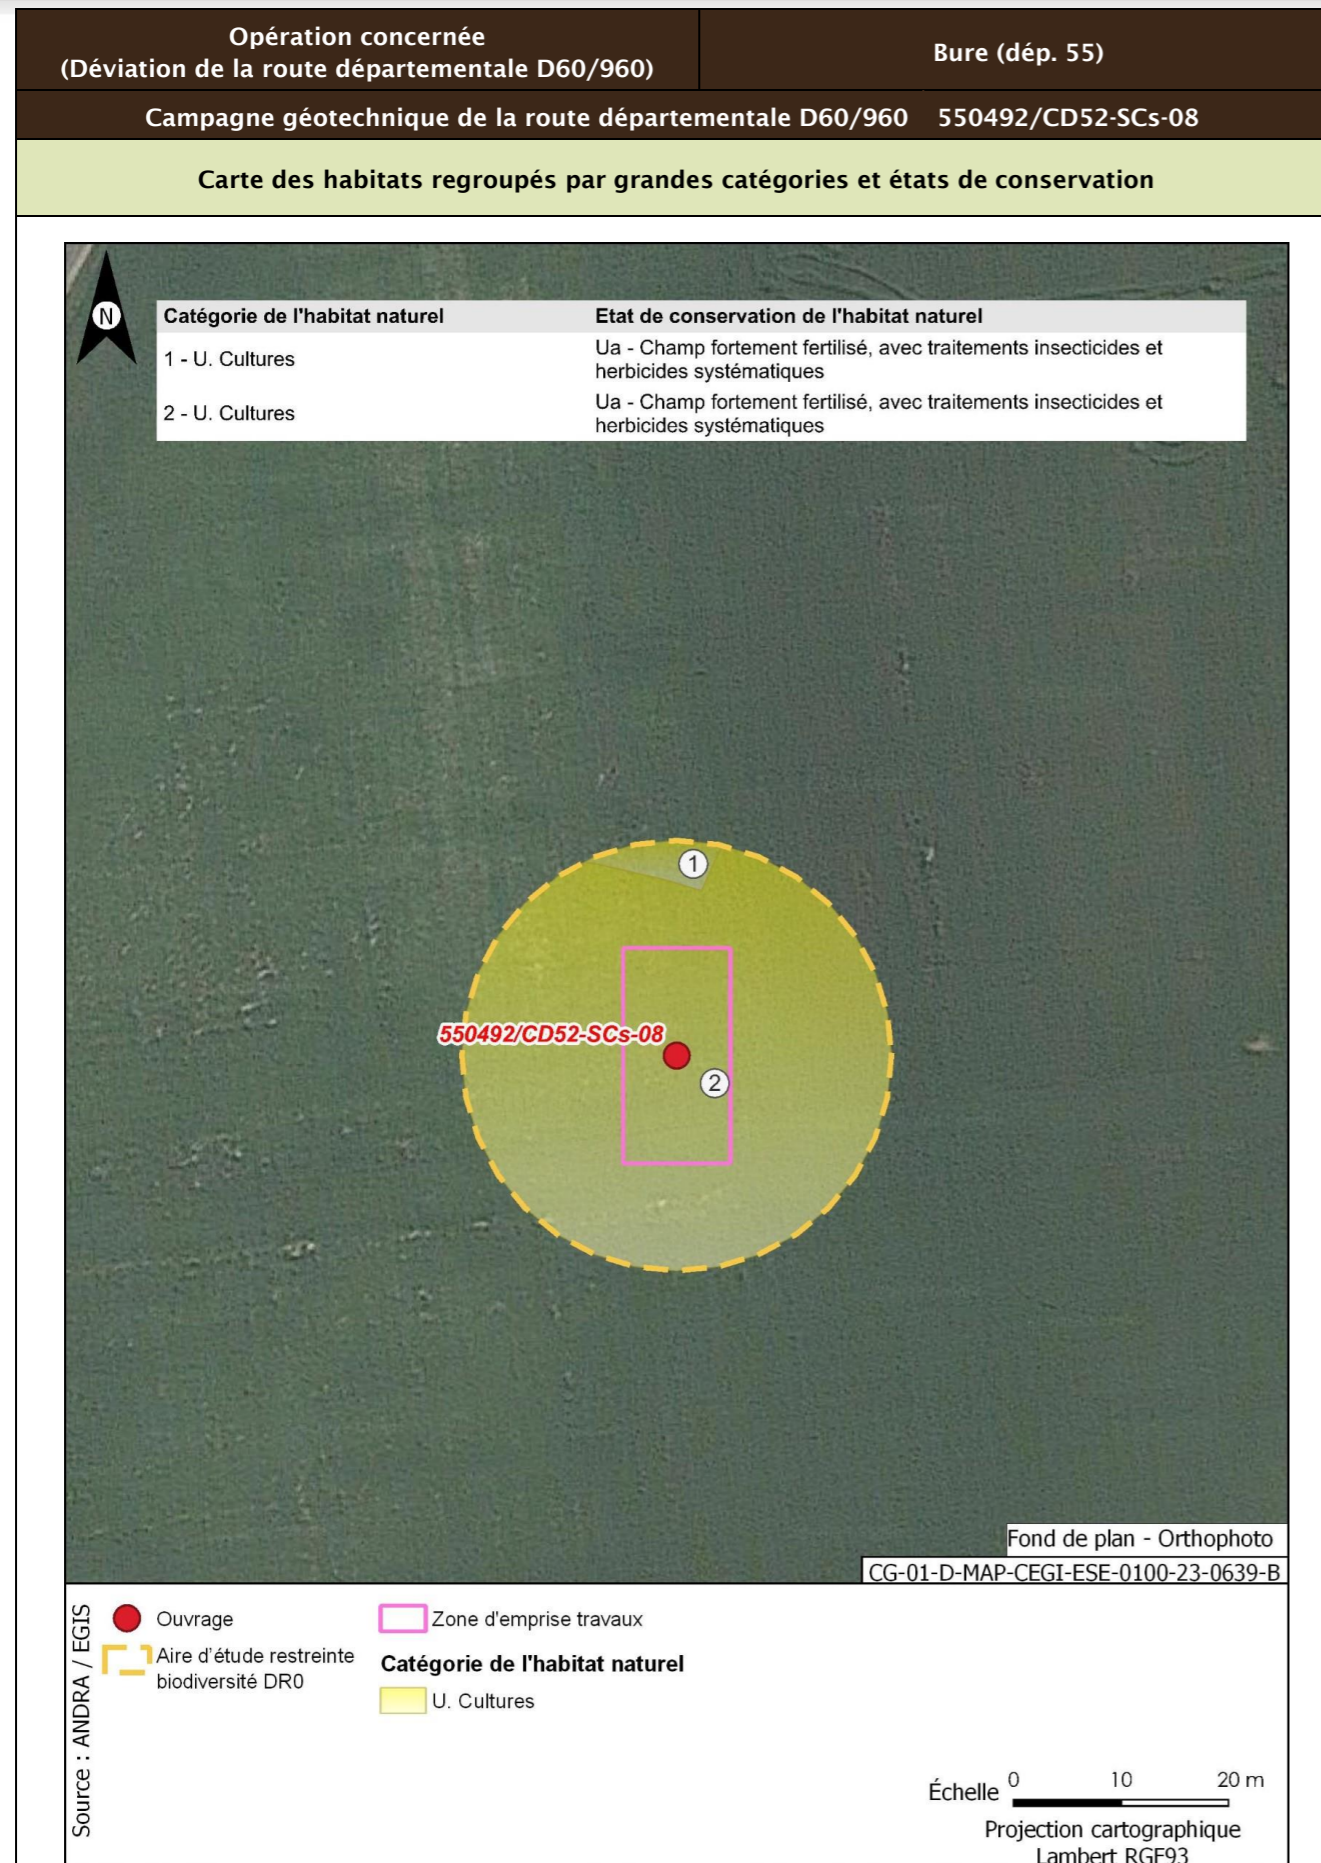 Opération concernée
(Déviation de la route départementale D60/960)
Bure (dép. 55)
Campagne géotechnique de la route départementale D60/960 550492/CD52-SCs-08
Carte des habitats regroupés par grandes catégories et états de conservation
N
Catégorie de l'habitat naturel
Etat de conservation de l'habitat naturel
1 - U. Cultures
Ua - Champ fortement fertilisé, avec traitements insecticides et
herbicides systématiques
2 - U. Cultures
Ua - Champ fortement fertilisé, avec traitements insecticides et
herbicides systématiques
1
550492/CD52-SCs-08
2
Fond de plan - Orthophoto
CG-01-D-MAP-CEGI-ESE-0100-23-0639-B
Source : ANDRA / EGIS
Ouvrage
Aire d'étude restreinte
biodiversité DR0
Zone d'emprise travaux
Catégorie de l'habitat naturel
U. Cultures
Échelle 0 10 20 m
Projection cartographique
Lambert RGF93